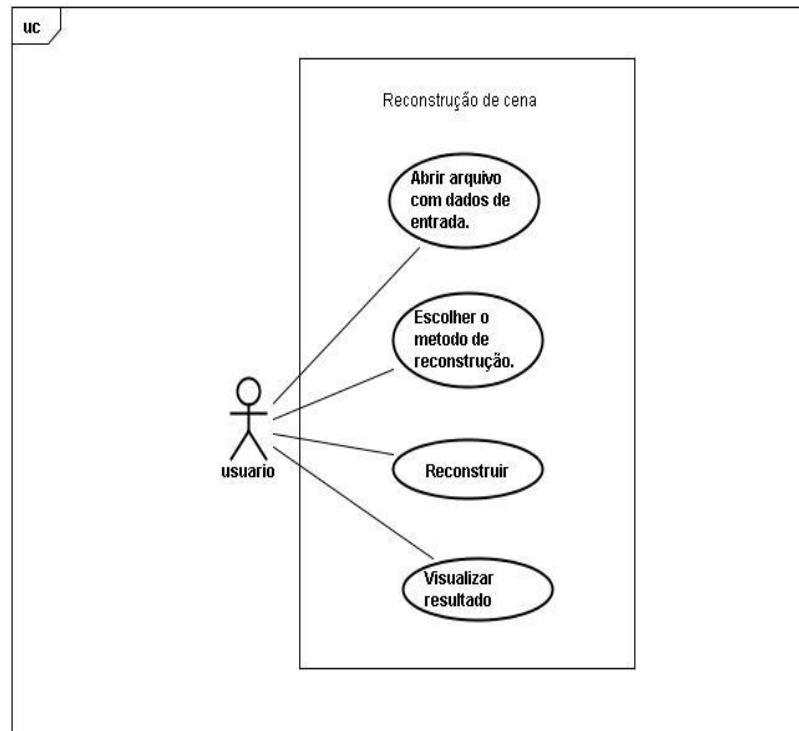 uc
Reconstrução de cena
Abrir arquivo
com dados de
entrada.
Escolher o
metodo de
reconstrução.
usuario
Reconstruir
Visualizar
resultado